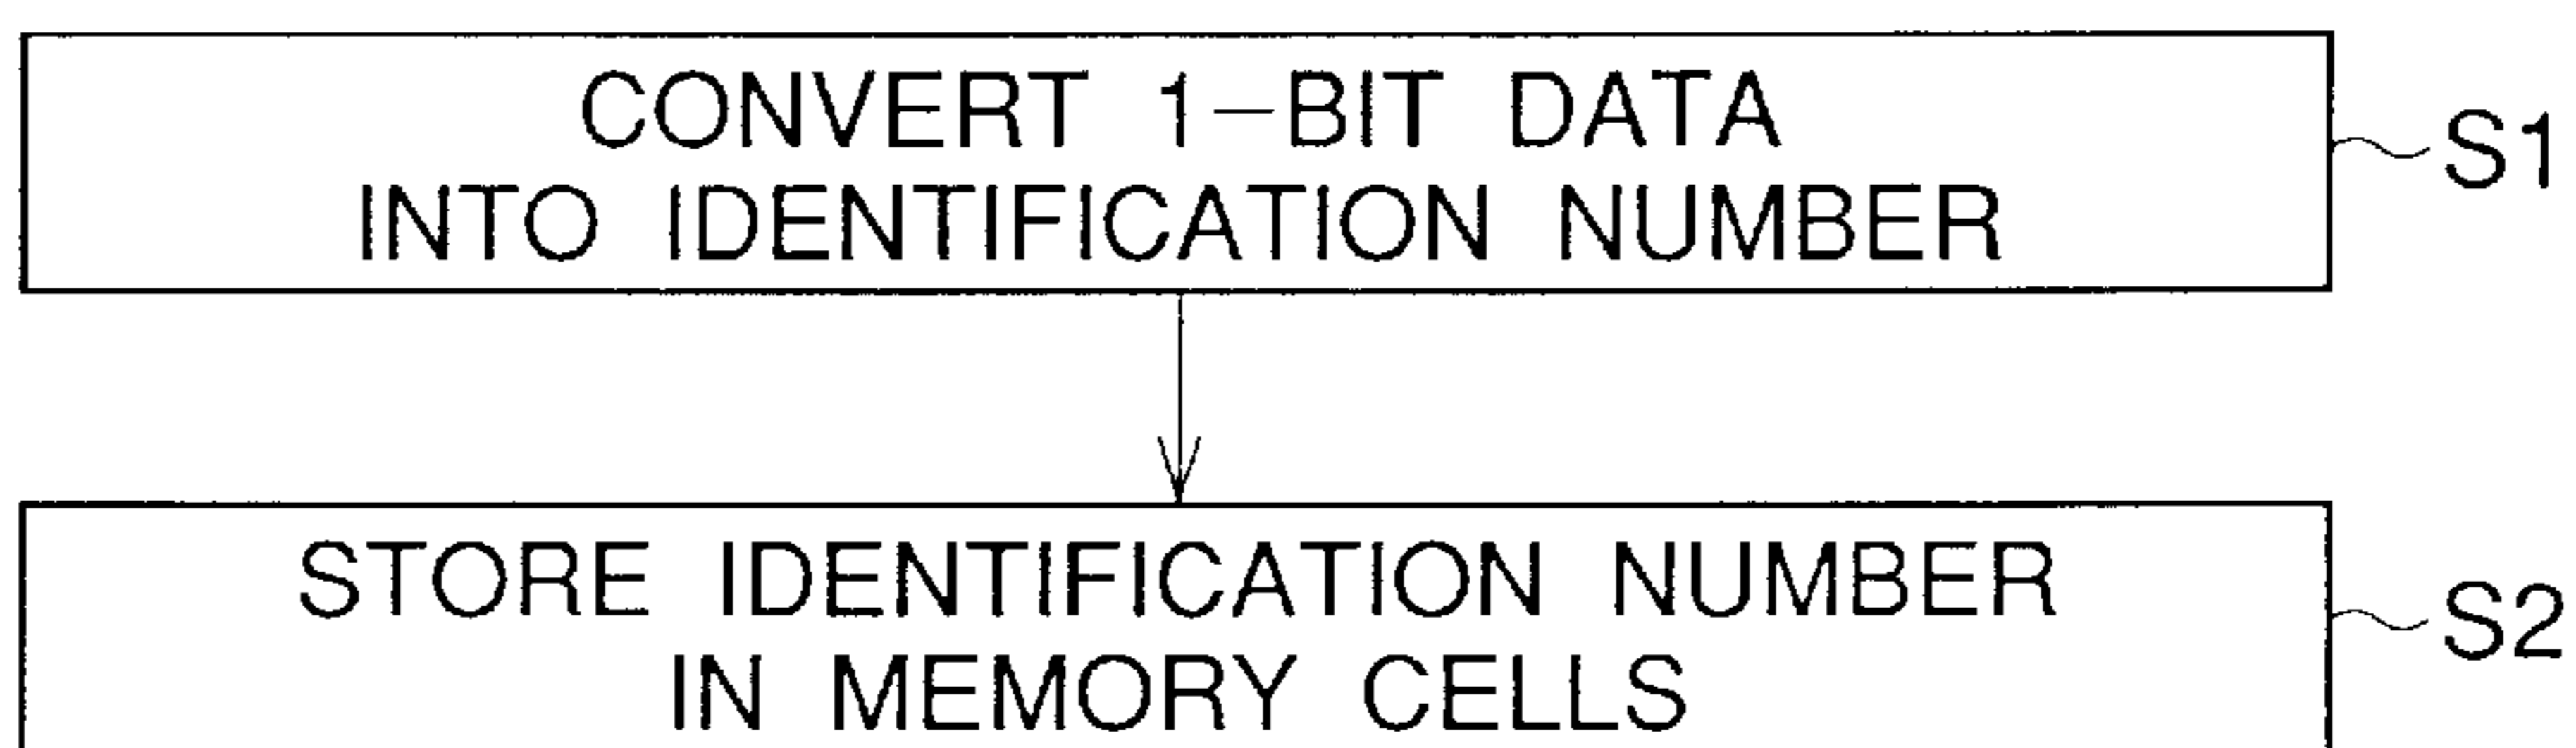 CONVERT 1-BIT DATA
INTO IDENTIFICATION NUMBER
S1
STORE IDENTIFICATION NUMBER
IN MEMORY CELLS
S2